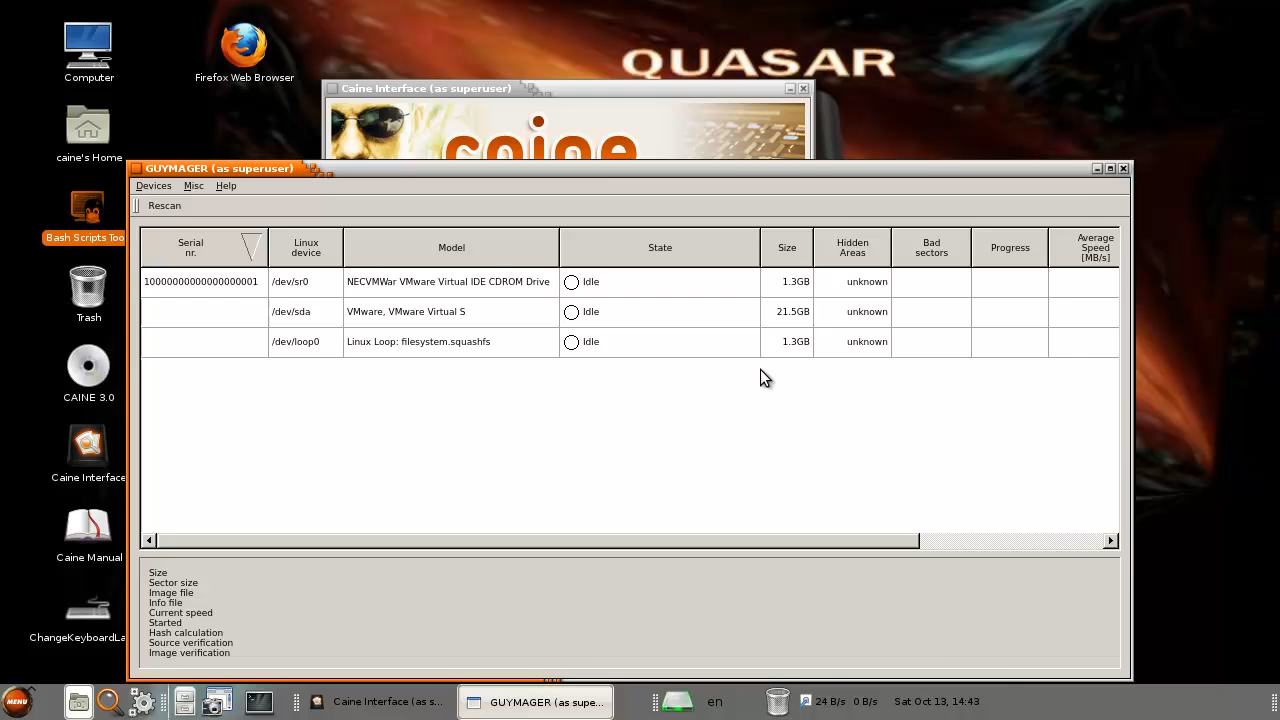 QUASAR
Computer
Firefox Web Browser
Caine Interface (as superuser)
caine
caine's Home
GUYMAGER (as superuser)
Devices Misc Help
Rescan
Bash Scripts Too
Serial nr. Linux device Model State Size Hidden Areas Bad sectors Progress Average Speed [MB/s]
10000000000000000001 /dev/sr0 NECVMWar VMware Virtual IDE CDROM Drive Idle 1.3GB unknown
/dev/sda VMware, VMware Virtual S Idle 21.5GB unknown
/dev/loop0 Linux Loop: filesystem.squashfs Idle 1.3GB unknown
Trash
CAINE 3.0
Caine Interface
Caine Manual
ChangeKeyboardLa
Size
Sector size
Image file
Info file
Current speed
Started
Hash calculation
Source verification
Image verification
MENU Caine Interface (as s... GUYMAGER (as supe... en 24 B/s 0 B/s Sat Oct 13, 14:43